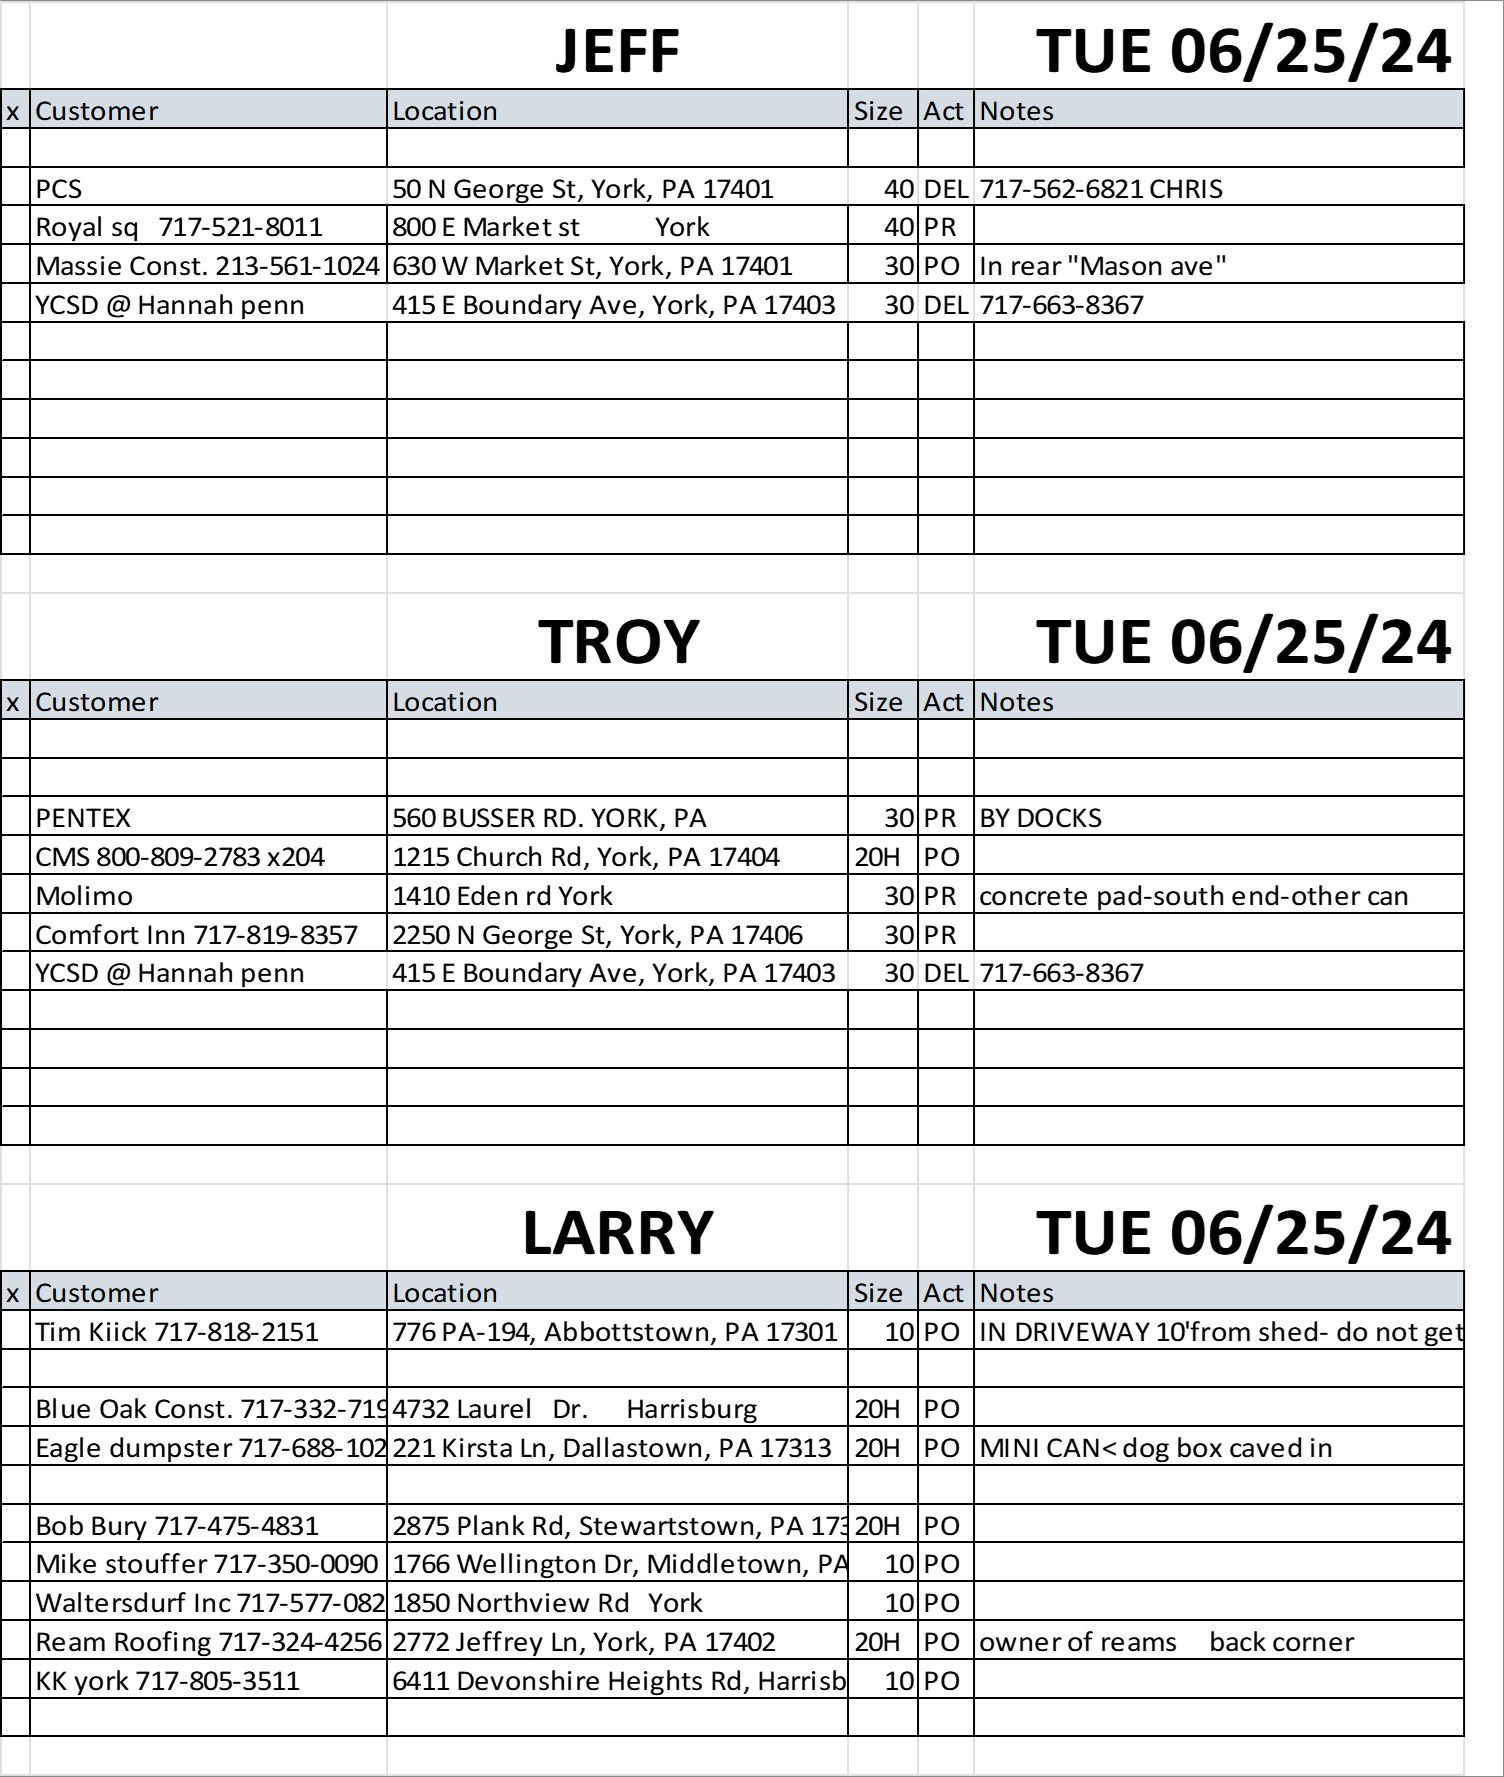 JEFF TUE 06/25/24
x Customer Location Size Act Notes
PCS 50 N George St, York, PA 17401 40 DEL 717-562-6821 CHRIS
Royal sq 717-521-8011 800 E Market st York 40 PR
Massie Const. 213-561-1024 630 W Market St, York, PA 17401 30 PO In rear "Mason ave"
YCSD @ Hannah penn 415 E Boundary Ave, York, PA 17403 30 DEL 717-663-8367
TROY TUE 06/25/24
x Customer Location Size Act Notes
PENTEX 560 BUSSER RD. YORK, PA 30 PR BY DOCKS
CMS 800-809-2783 x204 1215 Church Rd, York, PA 17404 20H PO
Molimo 1410 Eden rd York 30 PR concrete pad-south end-other can
Comfort Inn 717-819-8357 2250 N George St, York, PA 17406 30 PR
YCSD @ Hannah penn 415 E Boundary Ave, York, PA 17403 30 DEL 717-663-8367
LARRY TUE 06/25/24
x Customer Location Size Act Notes
Tim Kiick 717-818-2151 776 PA-194, Abbottstown, PA 17301 10 PO IN DRIVEWAY 10'from shed- do not get
Blue Oak Const. 717-332-719 4732 Laurel Dr. Harrisburg 20H PO
Eagle dumpster 717-688-102 221 Kirsta Ln, Dallastown, PA 17313 20H PO MINI CAN< dog box caved in
Bob Bury 717-475-4831 2875 Plank Rd, Stewartstown, PA 173 20H PO
Mike stouffer 717-350-0090 1766 Wellington Dr, Middletown, PA 10 PO
Waltersdurf Inc 717-577-082 1850 Northview Rd York 10 PO
Ream Roofing 717-324-4256 2772 Jeffrey Ln, York, PA 17402 20H PO owner of reams back corner
KK york 717-805-3511 6411 Devonshire Heights Rd, Harrisb 10 PO